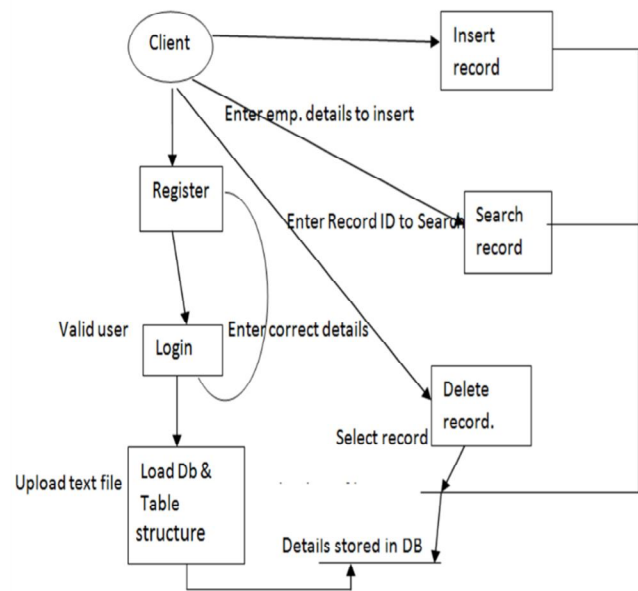 Client
Insert
record
Enter emp. details to insert
Register
Search
record
Enter Record ID to Search
Valid user
Login
Enter correct details
Delete
record.
Select record
Upload text file
Load Db &
Table
structure
Details stored in DB